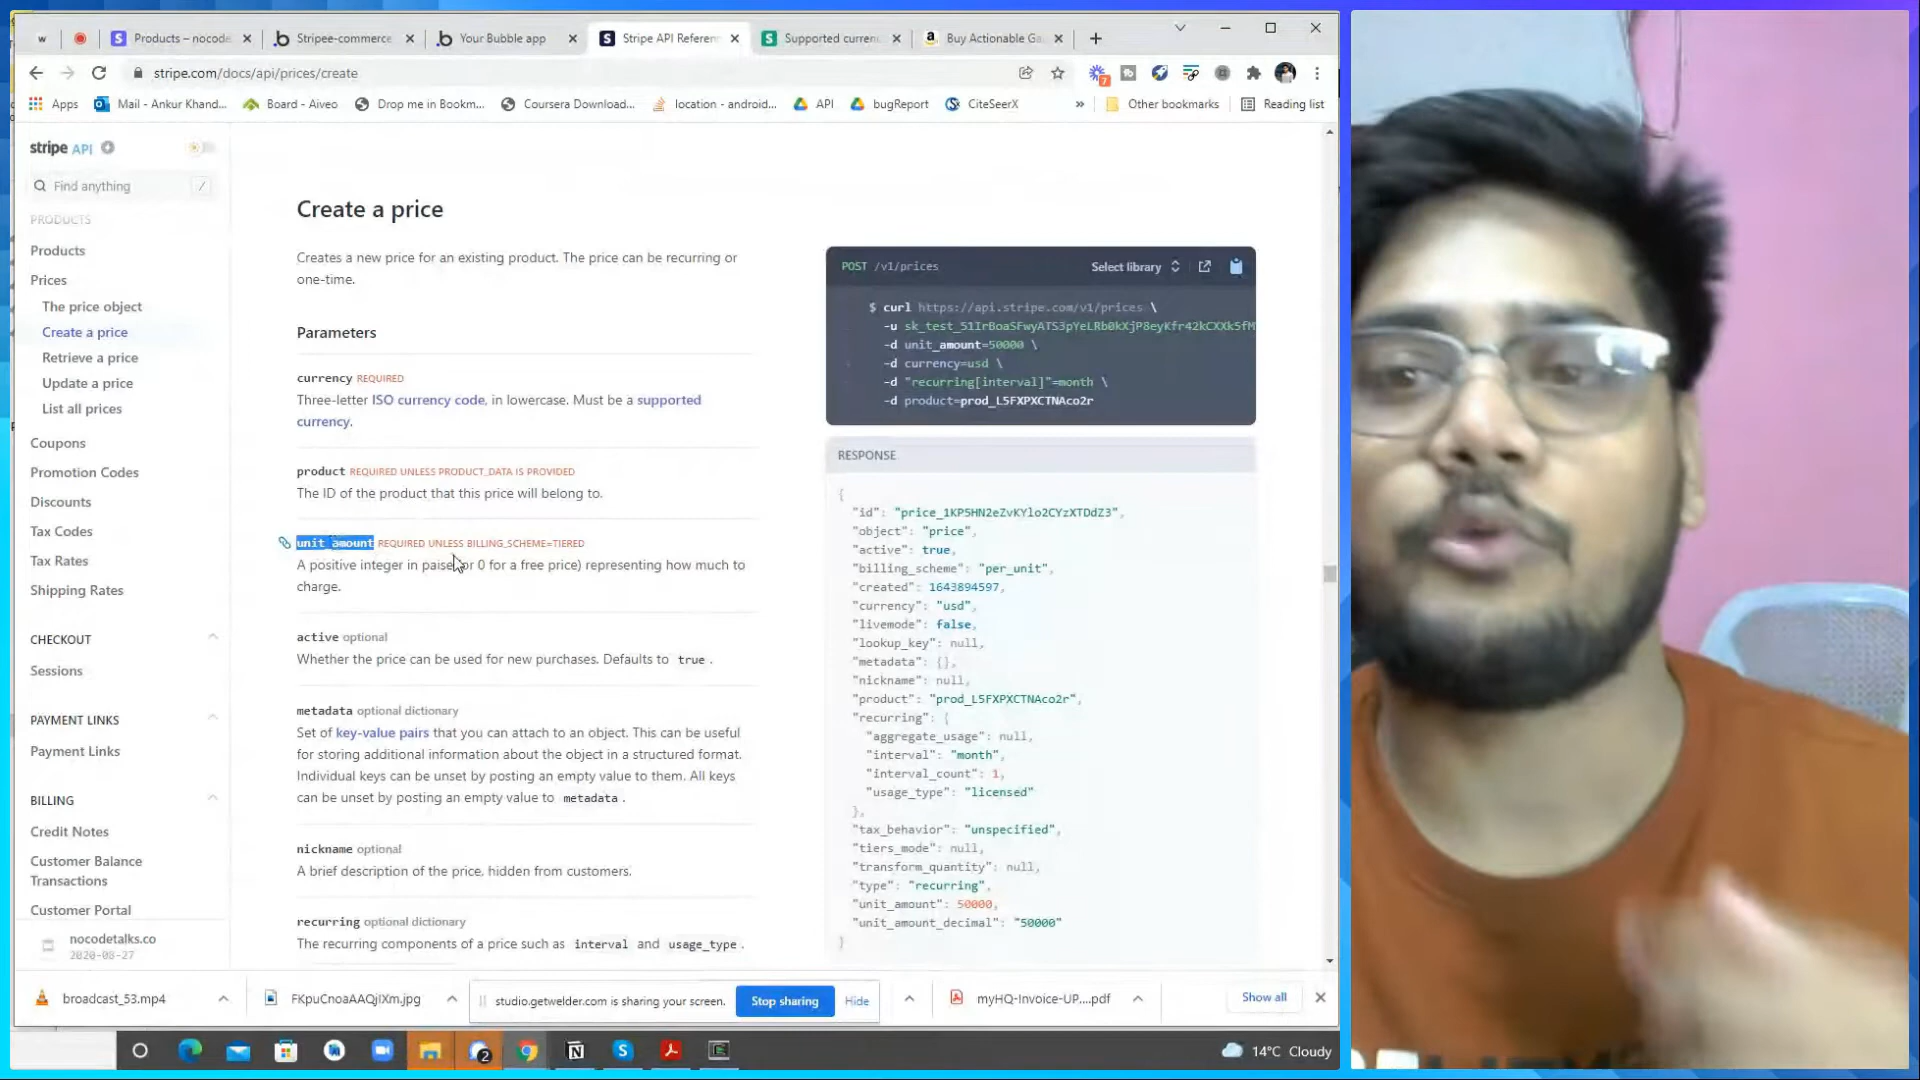 Products – nocode
Stripee-commerce
Your Bubble app
Stripe API Referen
Supported curren
Buy Actionable Ga
stripe.com/docs/api/prices/create
Apps
Mail - Ankur Khand...
Board - Aiveo
Drop me in Bookm...
Coursera Download...
location - android...
API
bugReport
CiteSeerX
»
Other bookmarks
Reading list
stripe API
Find anything /
PRODUCTS
Products
Prices
The price object
Create a price
Retrieve a price
Update a price
List all prices
Coupons
Promotion Codes
Discounts
Tax Codes
Tax Rates
Shipping Rates
CHECKOUT
Sessions
PAYMENT LINKS
Payment Links
BILLING
Credit Notes
Customer Balance
Transactions
Customer Portal
nocodetalks.co
2020-08-27
Create a price
Creates a new price for an existing product. The price can be recurring or
one-time.
Parameters
currency REQUIRED
Three-letter ISO currency code, in lowercase. Must be a supported
currency.
product REQUIRED UNLESS PRODUCT_DATA IS PROVIDED
The ID of the product that this price will belong to.
unit_amount REQUIRED UNLESS BILLING_SCHEME=TIERED
A positive integer in paise or 0 for a free price) representing how much to
charge.
active optional
Whether the price can be used for new purchases. Defaults to true.
metadata optional dictionary
Set of key-value pairs that you can attach to an object. This can be useful
for storing additional information about the object in a structured format.
Individual keys can be unset by posting an empty value to them. All keys
can be unset by posting an empty value to metadata.
nickname optional
A brief description of the price, hidden from customers.
recurring optional dictionary
The recurring components of a price such as interval and usage_type.
POST /v1/prices
Select library
$ curl https://api.stripe.com/v1/prices \
-u
-d unit_amount=50000 \
-d currency=usd \
-d "recurring[interval]"=month \
-d product=prod_L5FXPXCTNAco2r
RESPONSE
{
"id": "price_1KP5HN2eZvKYlo2CYzXTDdZ3",
"object": "price",
"active": true,
"billing_scheme": "per_unit",
"created": 1643894597,
"currency": "usd",
"livemode": false,
"lookup_key": null,
"metadata": {},
"nickname": null,
"product": "prod_L5FXPXCTNAco2r",
"recurring": {
"aggregate_usage": null,
"interval": "month",
"interval_count": 1,
"usage_type": "licensed"
},
"tax_behavior": "unspecified",
"tiers_mode": null,
"transform_quantity": null,
"type": "recurring",
"unit_amount": 50000,
"unit_amount_decimal": "50000"
}
broadcast_53.mp4
FKpuCnoaAAQjIXm.jpg
studio.getwelder.com is sharing your screen.
Stop sharing
Hide
myHQ-Invoice-UP....pdf
Show all
2
14°C Cloudy